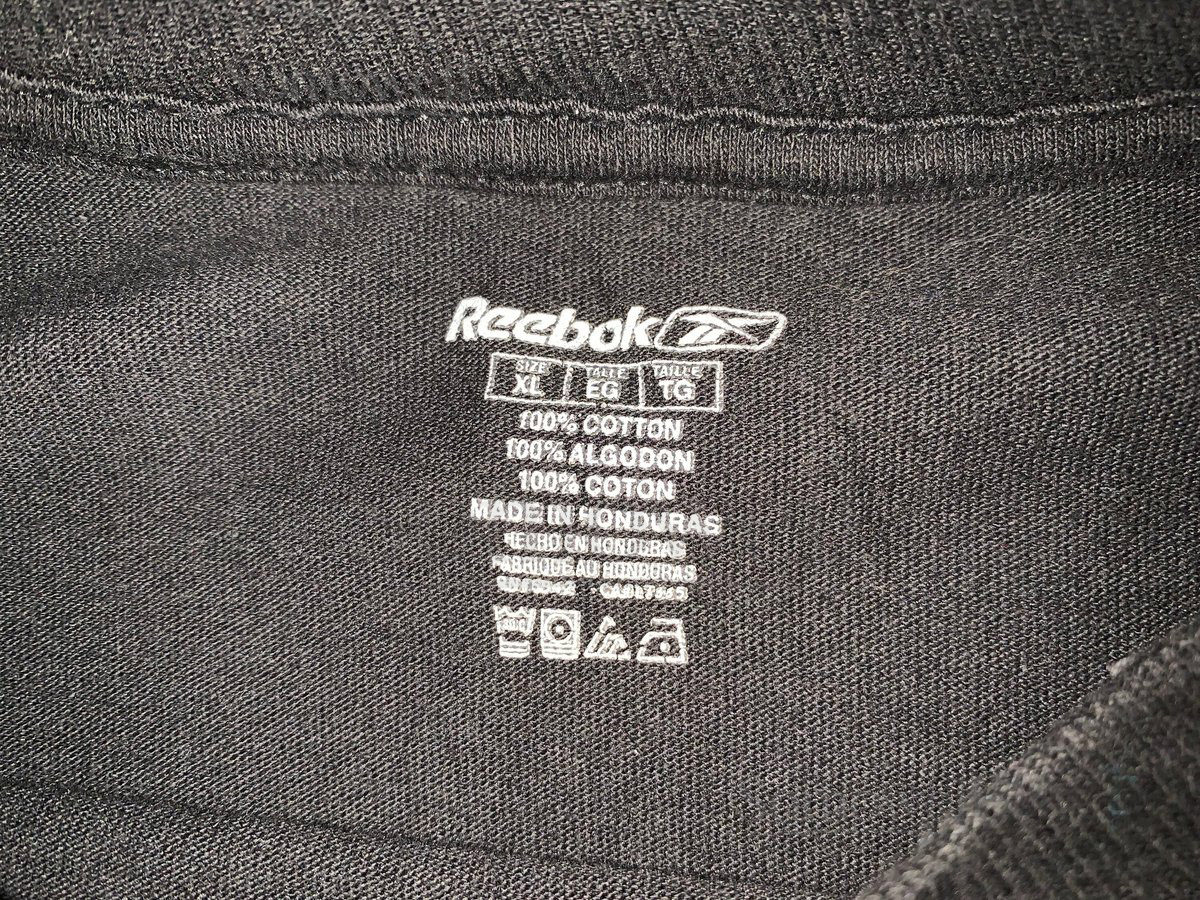 Reebok
SIZE TALLE TAILLE
XL EG TG
100% COTTON
100% ALGODON
100% COTON
MADE IN HONDURAS
HECHO EN HONDURAS
FABRIQUE AU HONDURAS